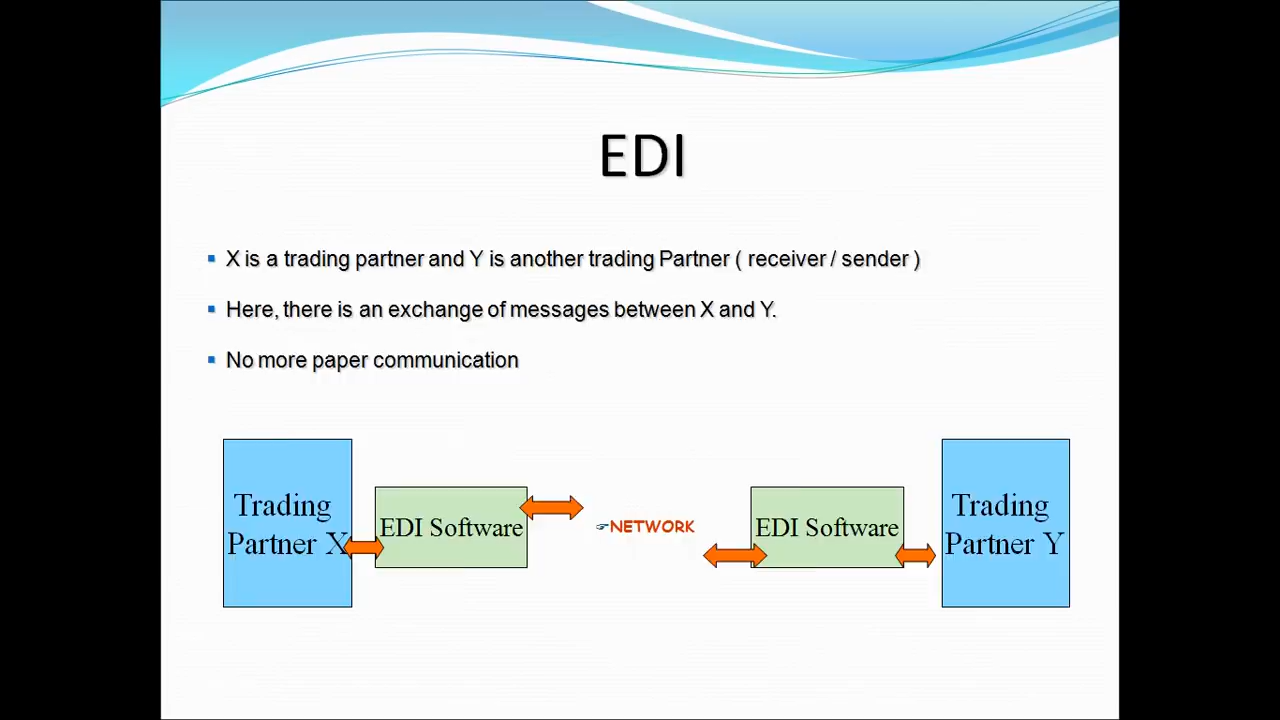 EDI
X is a trading partner and Y is another trading Partner ( receiver / sender )
Here, there is an exchange of messages between X and Y.
No more paper communication
Trading
Partner X
EDI Software
☞NETWORK
EDI Software
Trading
Partner Y